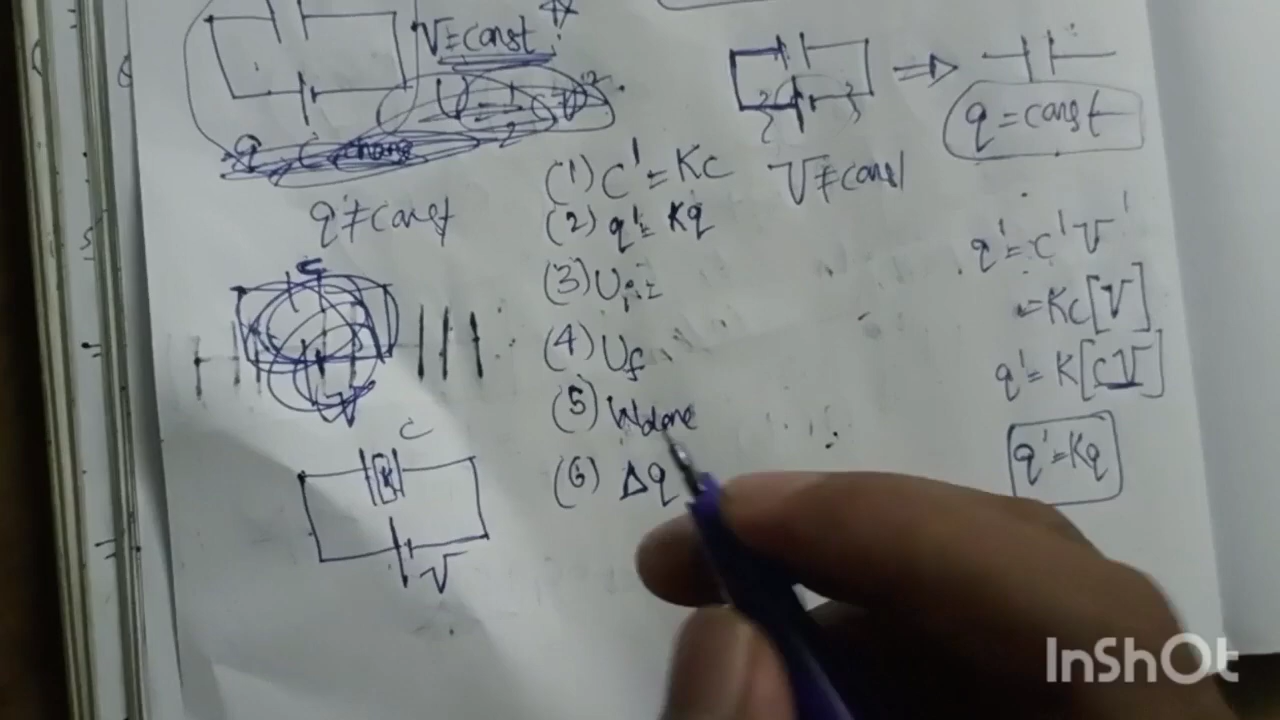 V=const
q = const
(1) C' = KC
V≠const
(2) q' = Kq
q≠const
(3) Ui =
(4) Uf
(5) Wdone
(6) Δq
q' = C'V'
= KC[V]
q' = K[CV]
q' = Kq
C
K
V
InShOt